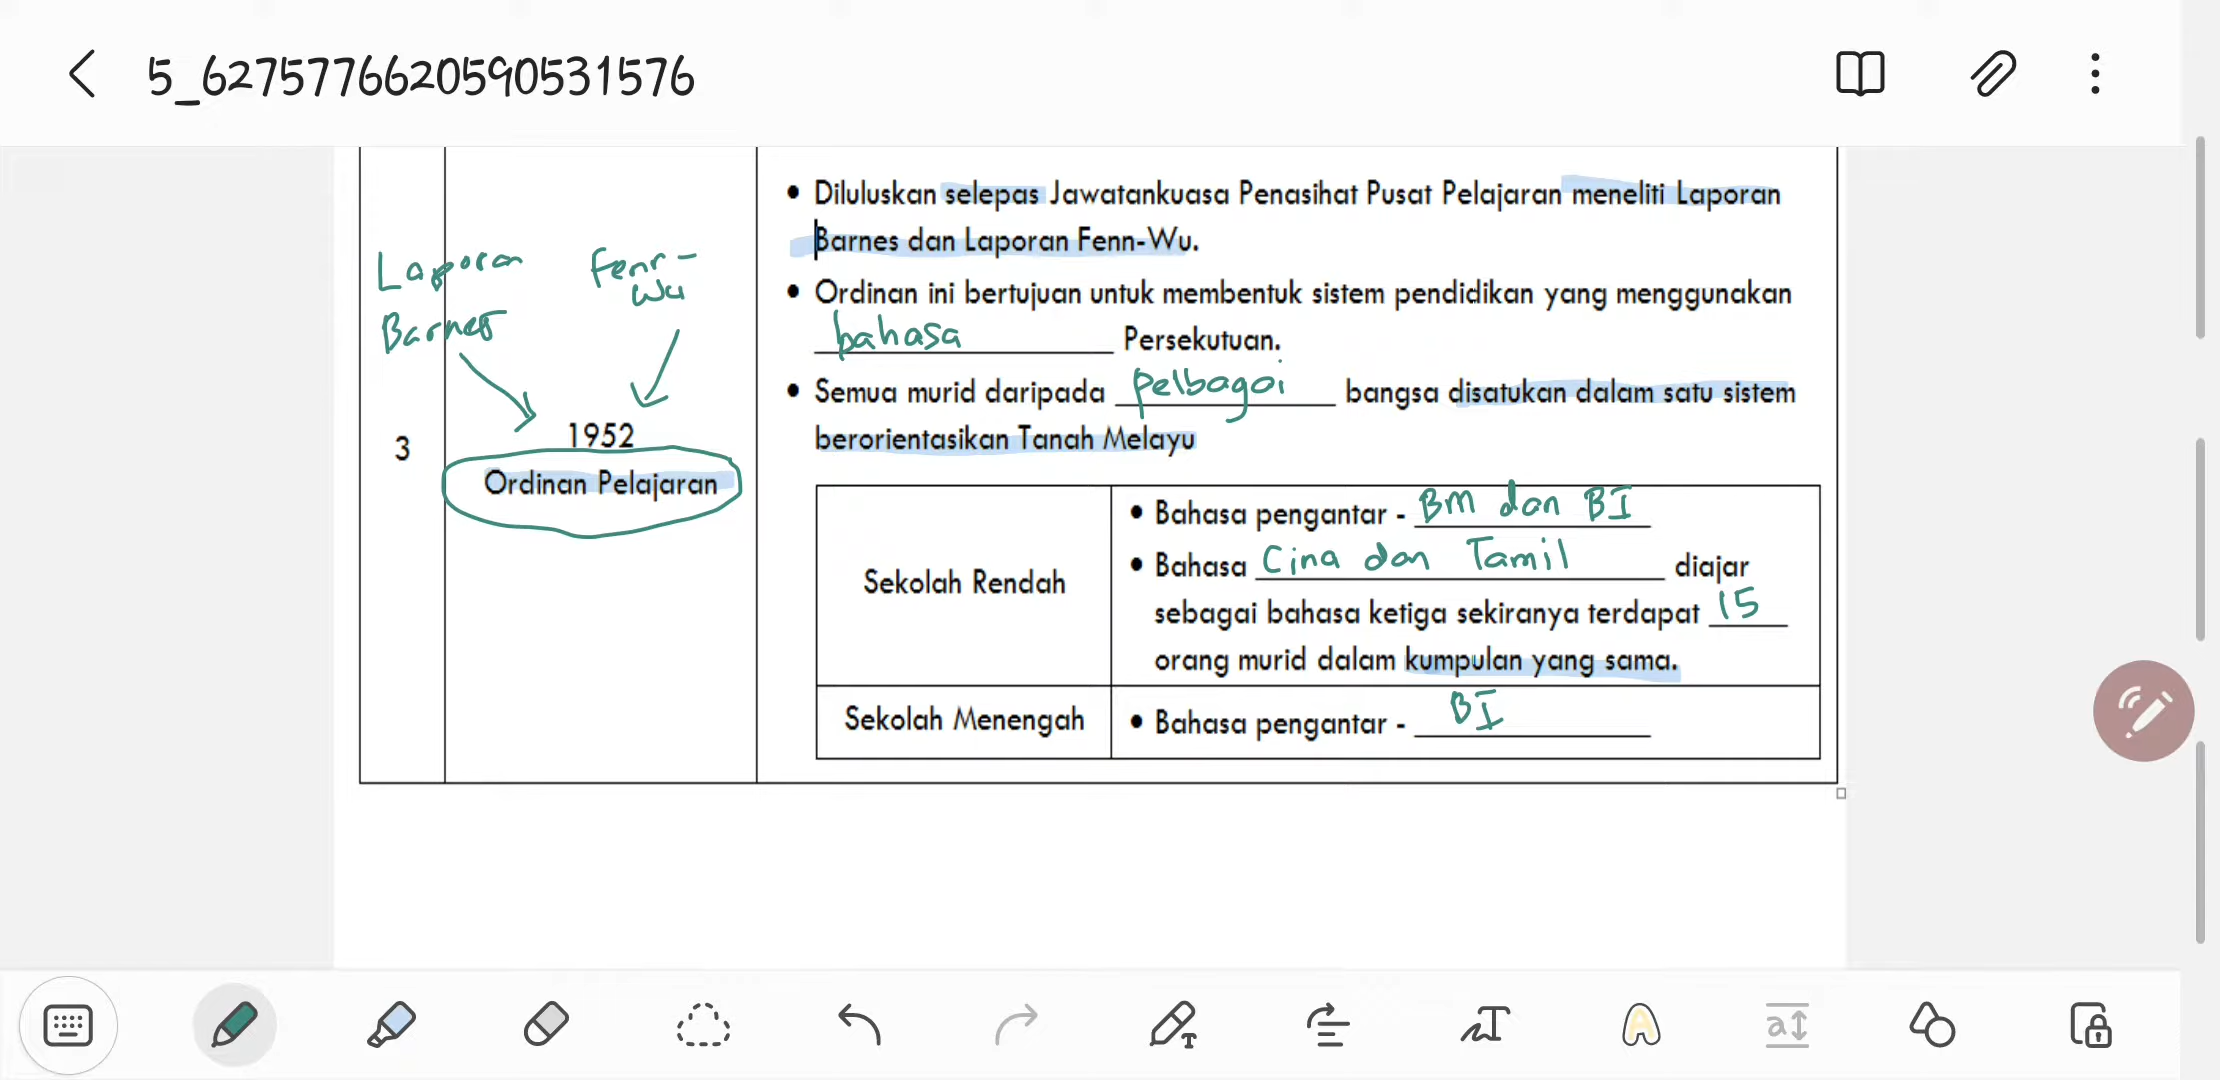 5_6275776620590531576
• Diluluskan selepas Jawatankuasa Penasihat Pusat Pelajaran meneliti Laporan
Barnes dan Laporan Fenn-Wu.
• Ordinan ini bertujuan untuk membentuk sistem pendidikan yang menggunakan
bahasa Persekutuan.
• Semua murid daripada pelbagai bangsa disatukan dalam satu sistem
berorientasikan Tanah Melayu
Laporan
Barnes
Fenn-
Wu
3
1952
Ordinan Pelajaran
Sekolah Rendah
• Bahasa pengantar - BM dan BI
• Bahasa Cina dan Tamil diajar
sebagai bahasa ketiga sekiranya terdapat 15
orang murid dalam kumpulan yang sama.
Sekolah Menengah
• Bahasa pengantar - BI